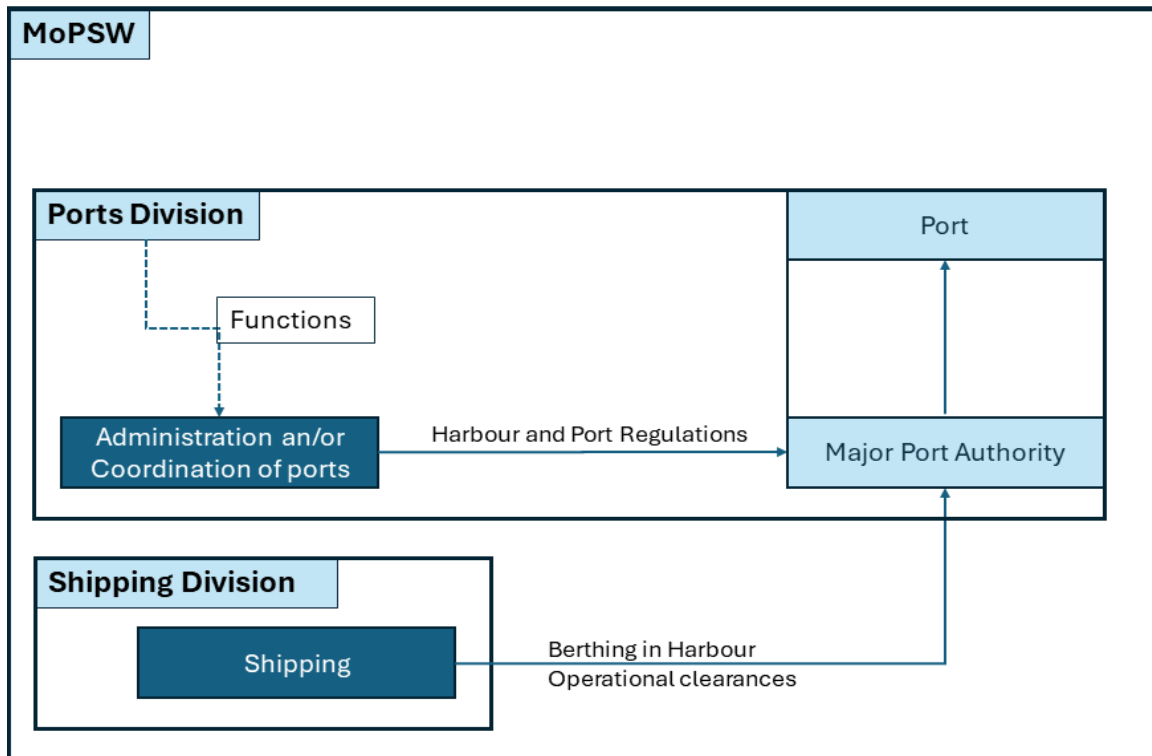 MoPSW
Ports Division
Port
Functions
Administration an/or
Coordination of ports
Harbour and Port Regulations
Major Port Authority
Shipping Division
Shipping
Berthing in Harbour
Operational clearances